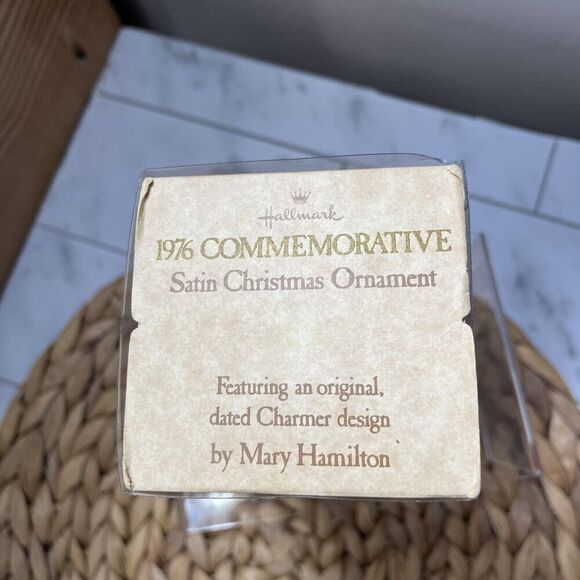 Hallmark
1976 COMMEMORATIVE
Satin Christmas Ornament
Featuring an original,
dated Charmer design
by Mary Hamilton